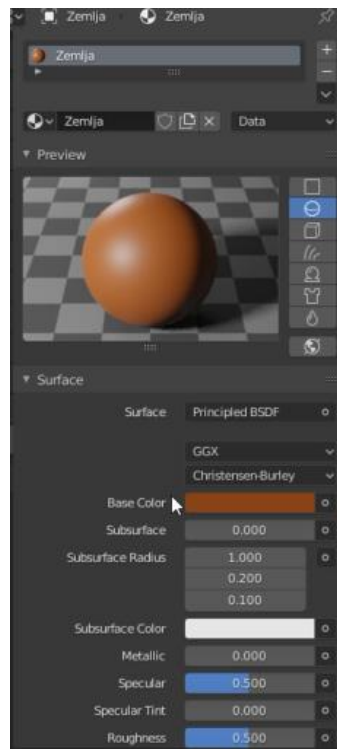 Zemlja Zemlja
Zemlja
Zemlja Data
Preview
Surface
Surface Principled BSDF
GGX
Christensen-Burley
Base Color
Subsurface 0.000
Subsurface Radius 1.000
0.200
0.100
Subsurface Color
Metallic 0.000
Specular 0.500
Specular Tint 0.000
Roughness 0.500